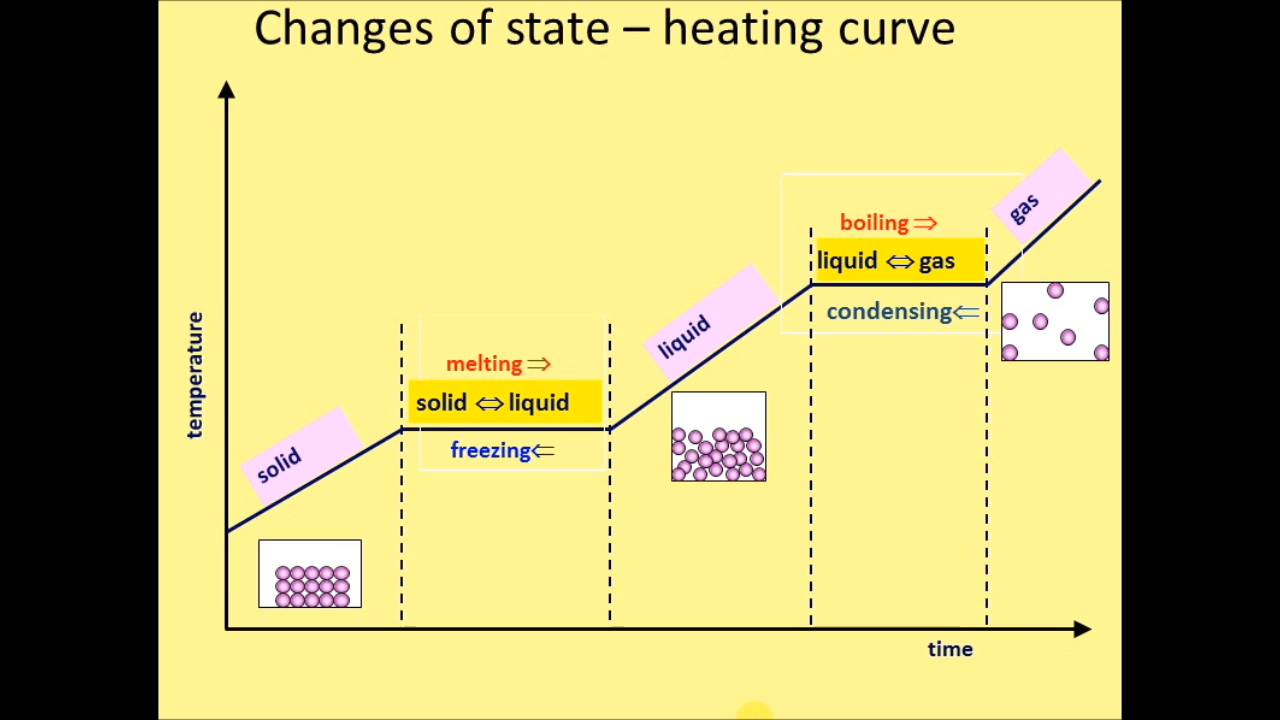 Changes of state – heating curve
temperature
solid
melting ⇒
solid ⇔ liquid
freezing⇐
liquid
boiling ⇒
liquid ⇔ gas
condensing⇐
gas
time